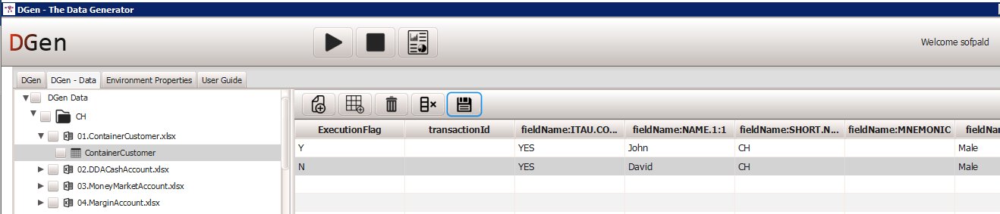 DGen - The Data Generator
DGen
Welcome sofpald
DGen DGen - Data Environment Properties User Guide
DGen Data
CH
01.ContainerCustomer.xlsx
ContainerCustomer
02.DDACashAccount.xlsx
03.MoneyMarketAccount.xlsx
04.MarginAccount.xlsx
ExecutionFlag transactionId fieldName:ITAU.CO... fieldName:NAME.1:1 fieldName:SHORT.N... fieldName:MNEMONIC fieldNa
Y YES John CH Male
N YES David CH Male